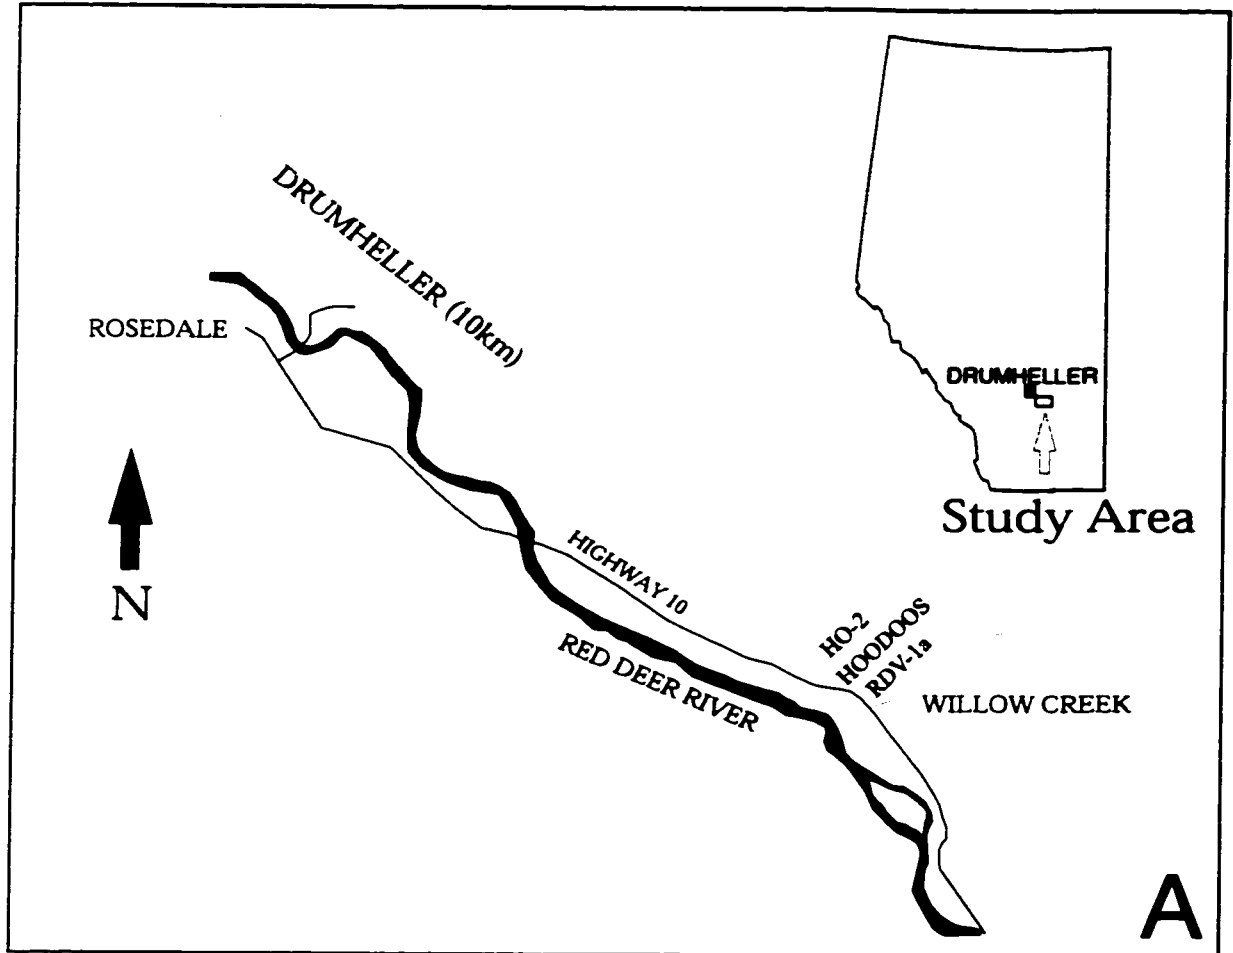 DRUMHELLER (10km)
ROSEDALE
DRUMHELLER
Study Area
N
HIGHWAY 10
RED DEER RIVER
HO-2
HOODOOS
RDV-1a
WILLOW CREEK
A